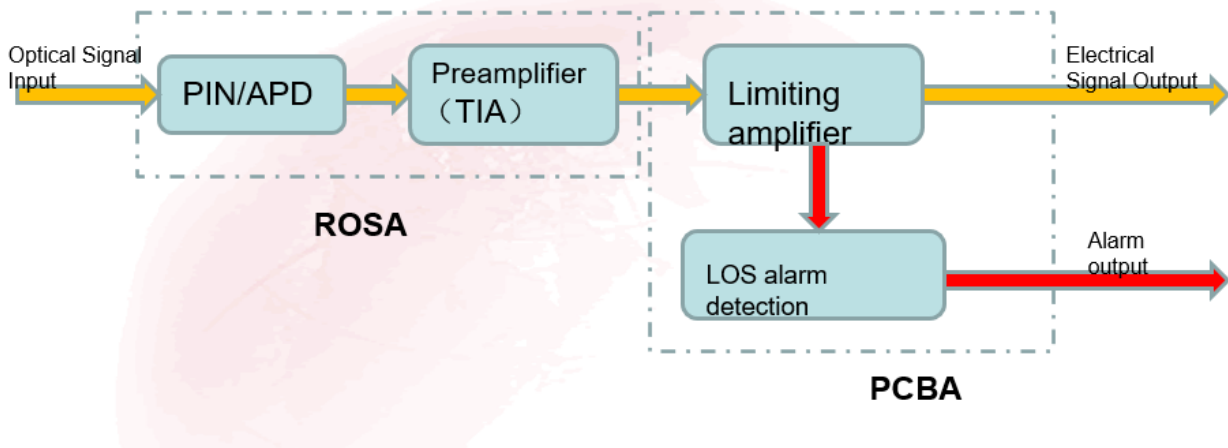 Optical Signal
Input
PIN/APD
Preamplifier
（TIA）
Limiting
amplifier
Electrical
Signal Output
ROSA
LOS alarm
detection
Alarm
output
PCBA